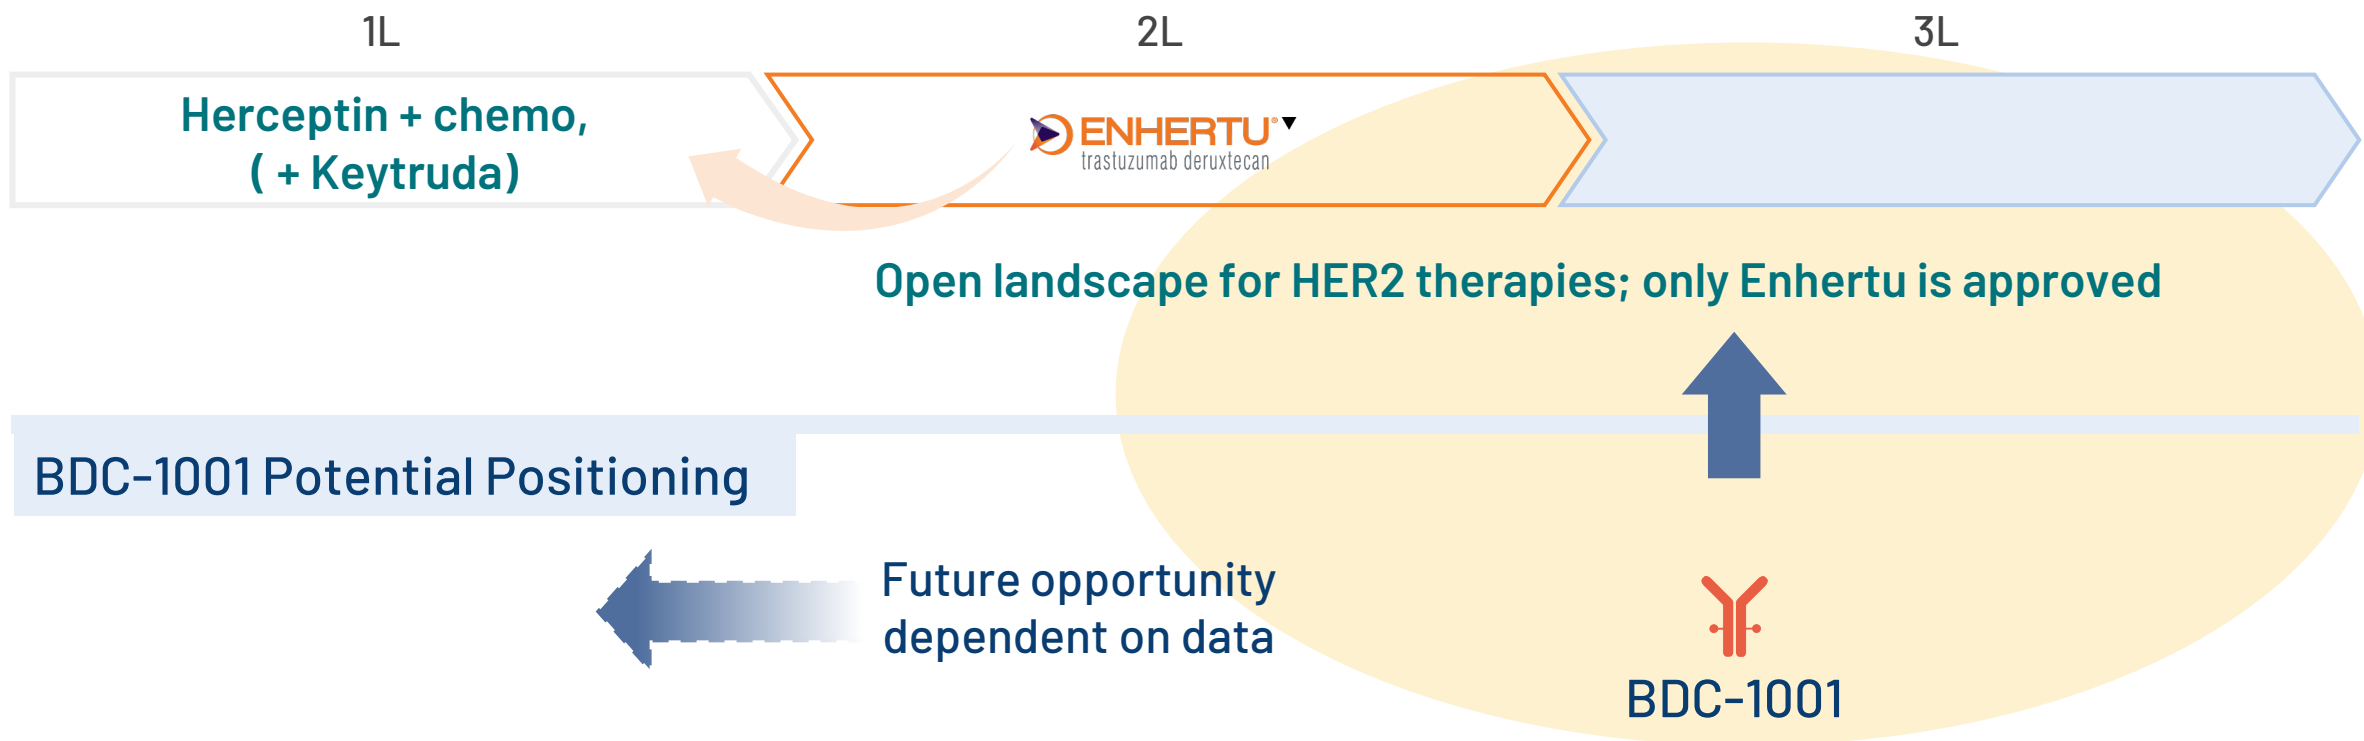 1L
2L
3L
Herceptin + chemo,
( + Keytruda)
ENHERTU®▼
trastuzumab deruxtecan
Open landscape for HER2 therapies; only Enhertu is approved
BDC-1001 Potential Positioning
Future opportunity
dependent on data
BDC-1001